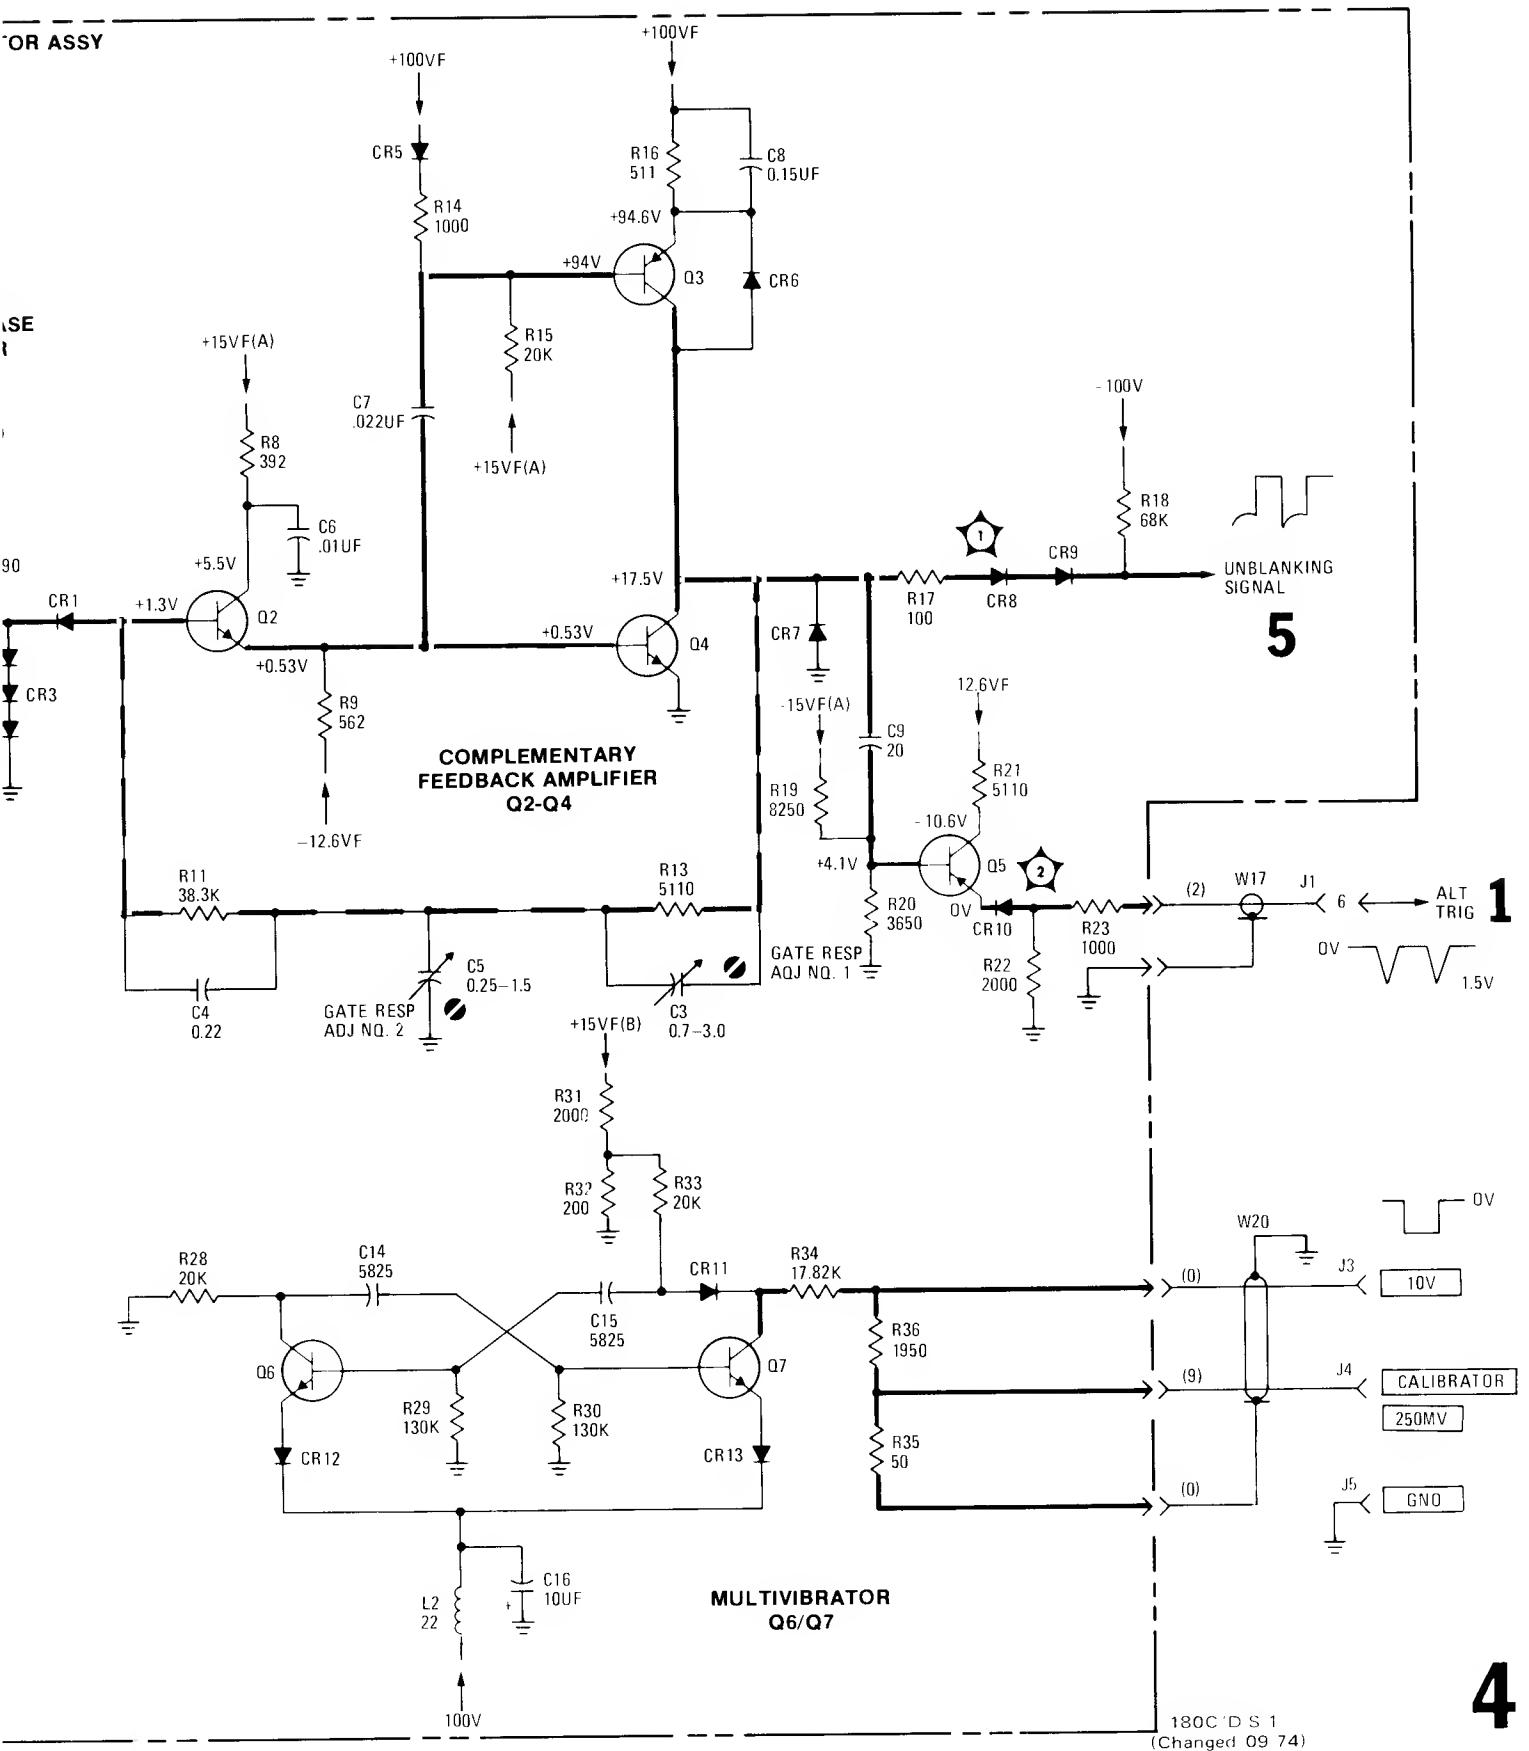 OR ASSY
+100VF
+100VF
CR5
R16
511
C8
0.15UF
R14
1000
+94.6V
+94V
Q3
CR6
R15
20K
+15VF(A)
+15VF(A)
C7
.022UF
R8
392
C6
.01UF
+5.5V
90
CR1
+1.3V
Q2
+0.53V
CR3
R9
562
-12.6VF
COMPLEMENTARY
FEEDBACK AMPLIFIER
Q2-Q4
+17.5V
+0.53V
Q4
-100V
R18
68K
1
CR9
CR8
R17
100
UNBLANKING
SIGNAL
5
CR7
-15VF(A)
12.6VF
C9
20
R19
8250
R21
5110
-10.6V
+4.1V
Q5
2
R20
3650
0V
CR10
R23
1000
R22
2000
(2)
W17
J1
6
ALT
TRIG
1
0V
1.5V
R11
38.3K
R13
5110
C4
0.22
C5
0.25-1.5
GATE RESP
ADJ NO. 2
C3
0.7-3.0
GATE RESP
AOJ NO. 1
+15VF(B)
R31
2000
R32
200
R33
20K
R28
20K
C14
5825
C15
5825
CR11
R34
17.82K
Q6
Q7
R29
130K
R30
130K
CR12
CR13
R36
1950
R35
50
(0)
W20
0V
J3
10V
(9)
J4
CALIBRATOR
250MV
(0)
J5
GNO
L2
22
C16
10UF
+
100V
MULTIVIBRATOR
Q6/Q7
4
180C'D S 1
(Changed 09 74)